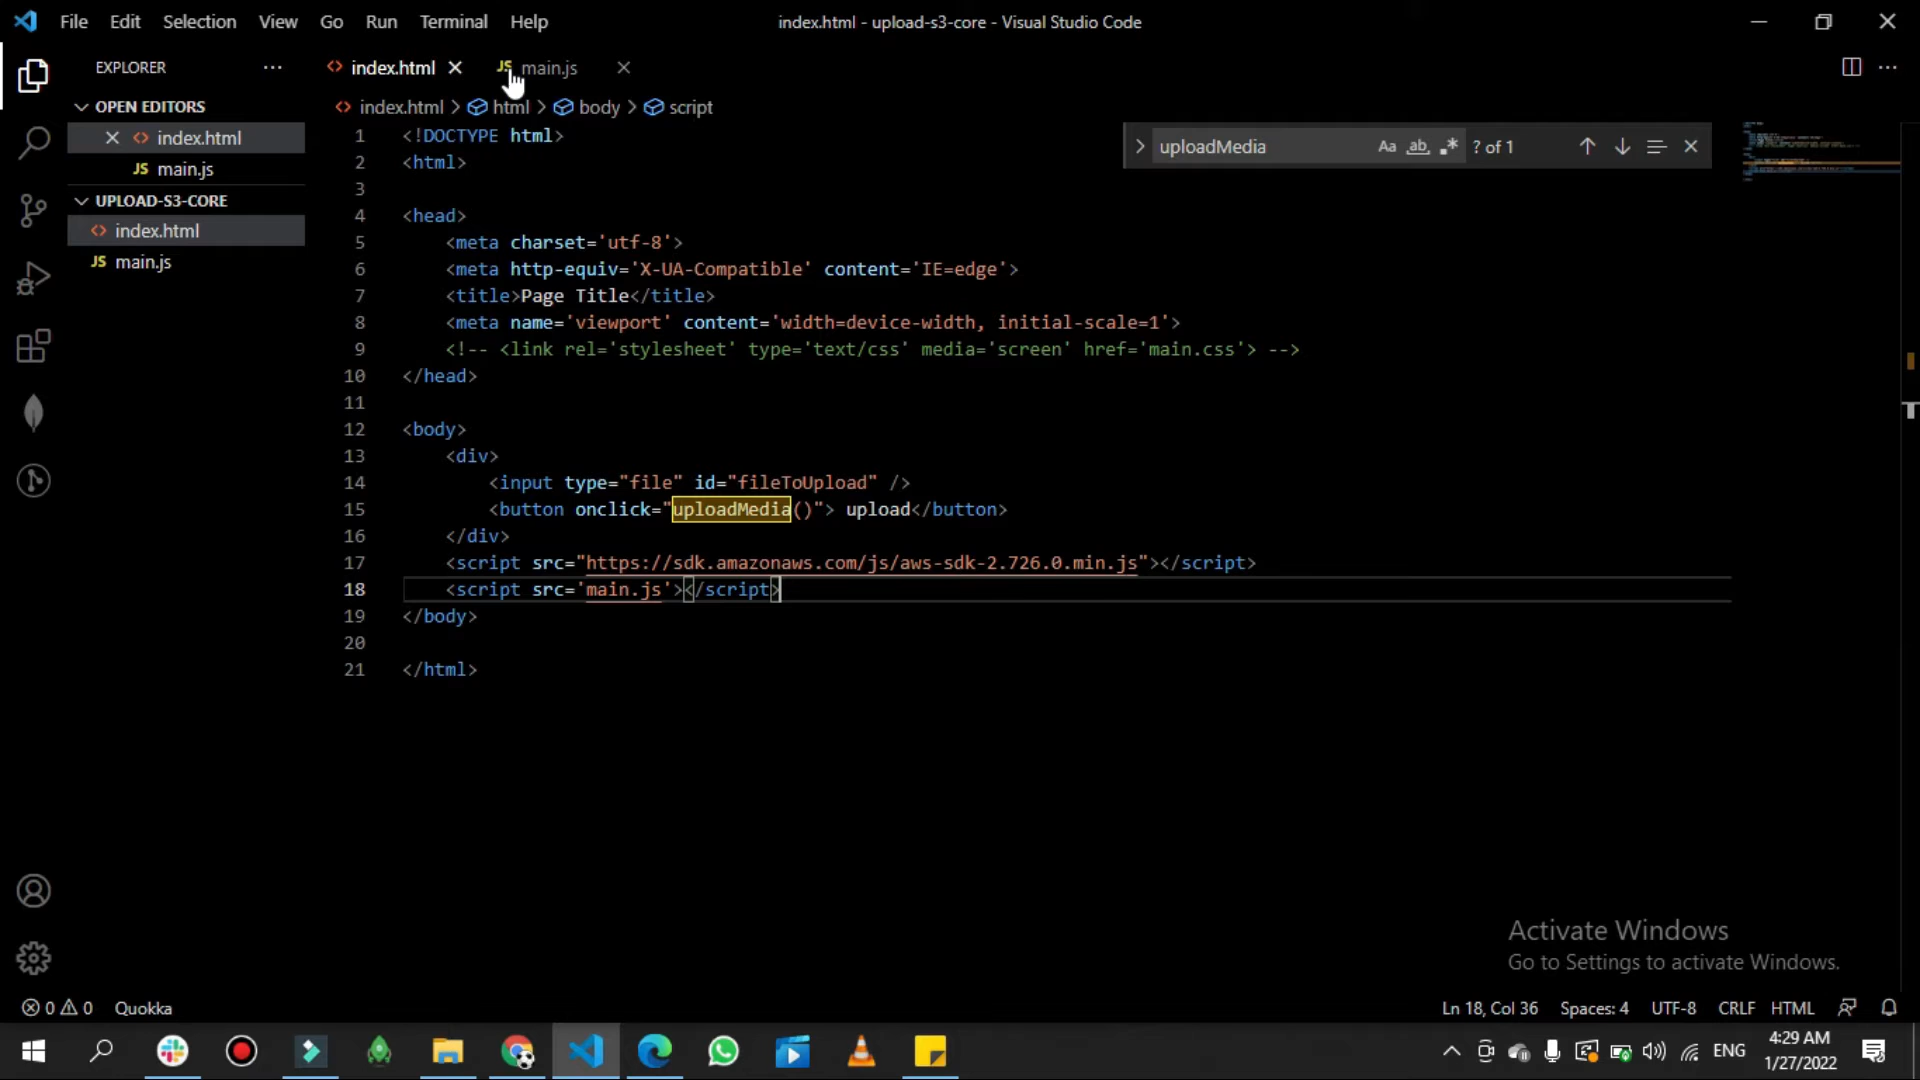 File Edit Selection View Go Run Terminal Help
index.html - upload-s3-core - Visual Studio Code
EXPLORER
index.html
JS main.js
OPEN EDITORS
index.html
JS main.js
UPLOAD-S3-CORE
index.html
JS main.js
index.html > html > body > script
uploadMedia Aa ab ? of 1
1 <!DOCTYPE html>
2 <html>
3
4 <head>
5 <meta charset='utf-8'>
6 <meta http-equiv='X-UA-Compatible' content='IE=edge'>
7 <title>Page Title</title>
8 <meta name='viewport' content='width=device-width, initial-scale=1'>
9 <!-- <link rel='stylesheet' type='text/css' media='screen' href='main.css'> -->
10 </head>
11
12 <body>
13 <div>
14 <input type="file" id="fileToUpload" />
15 <button onclick="uploadMedia()"> upload</button>
16 </div>
17 <script src="https://sdk.amazonaws.com/js/aws-sdk-2.726.0.min.js"></script>
18 <script src='main.js'></script>
19 </body>
20
21 </html>
Activate Windows
Go to Settings to activate Windows.
0 0 Quokka
Ln 18, Col 36 Spaces: 4 UTF-8 CRLF HTML
ENG
4:29 AM
1/27/2022